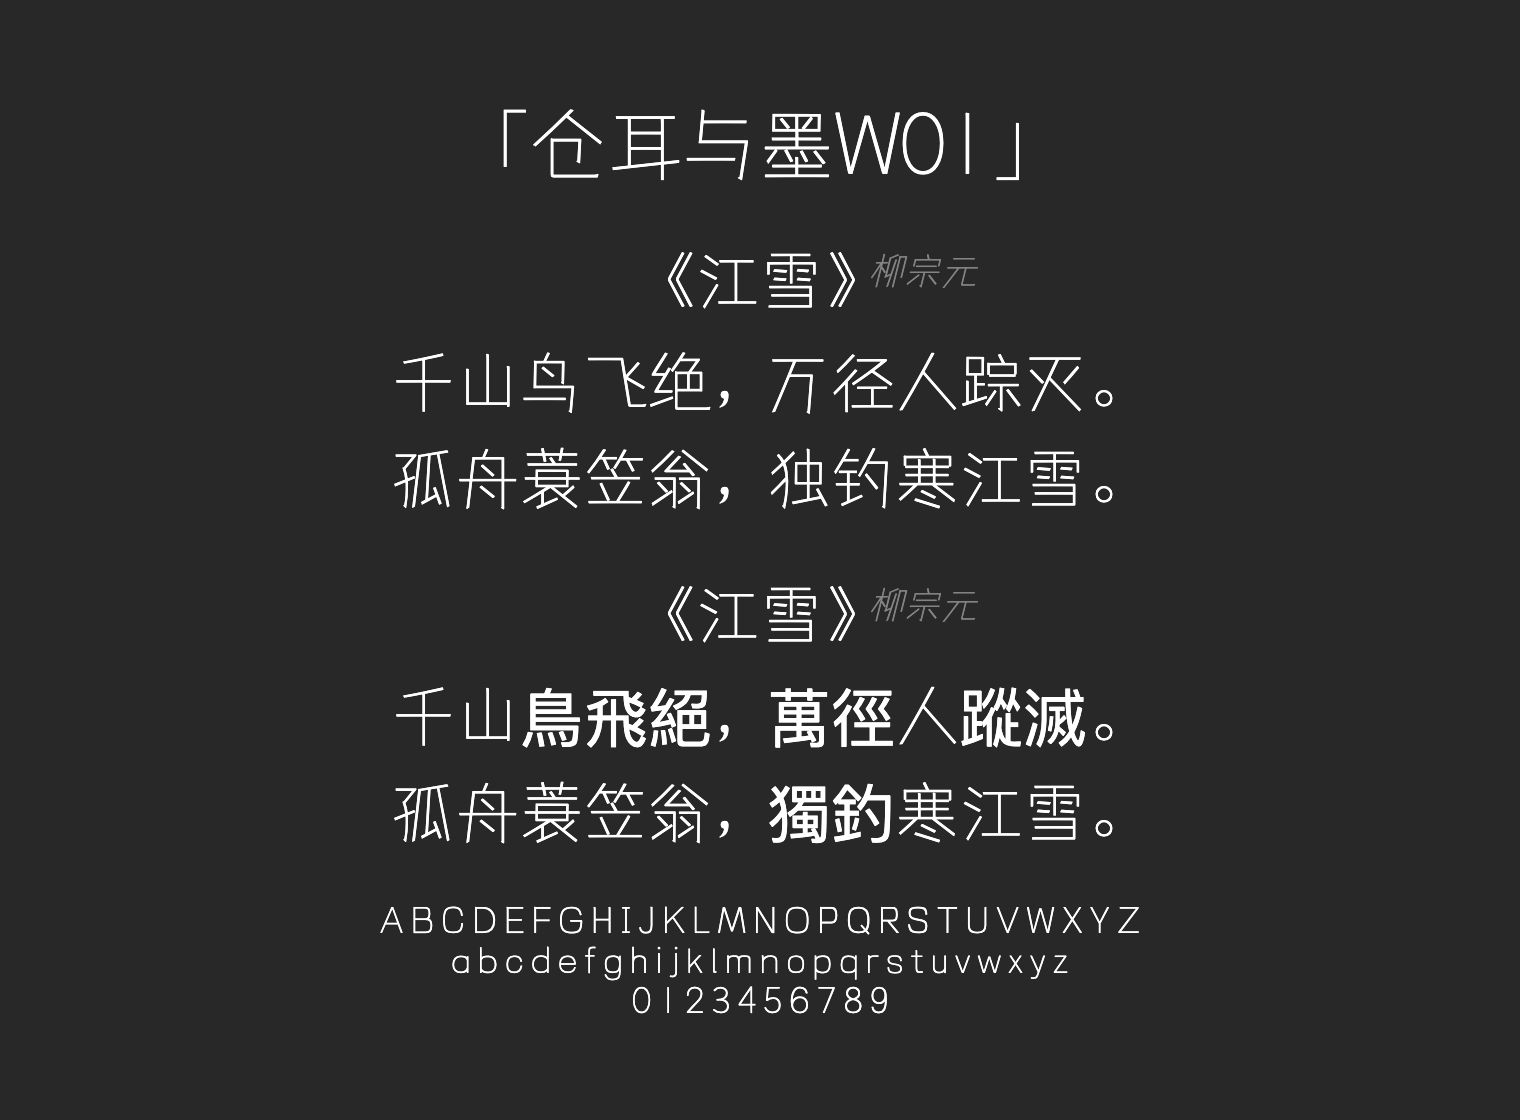 「仓耳与墨W01」
《江雪》柳宗元
千山鸟飞绝，万径人踪灭。
孤舟蓑笠翁，独钓寒江雪。
《江雪》柳宗元
千山鳥飛絕，萬徑人蹤滅。
孤舟蓑笠翁，獨釣寒江雪。
ABCDEFGHIJKLMNOPQRSTUVWXYZ
abcdefghijklmnopqrstuvwxyz
0123456789